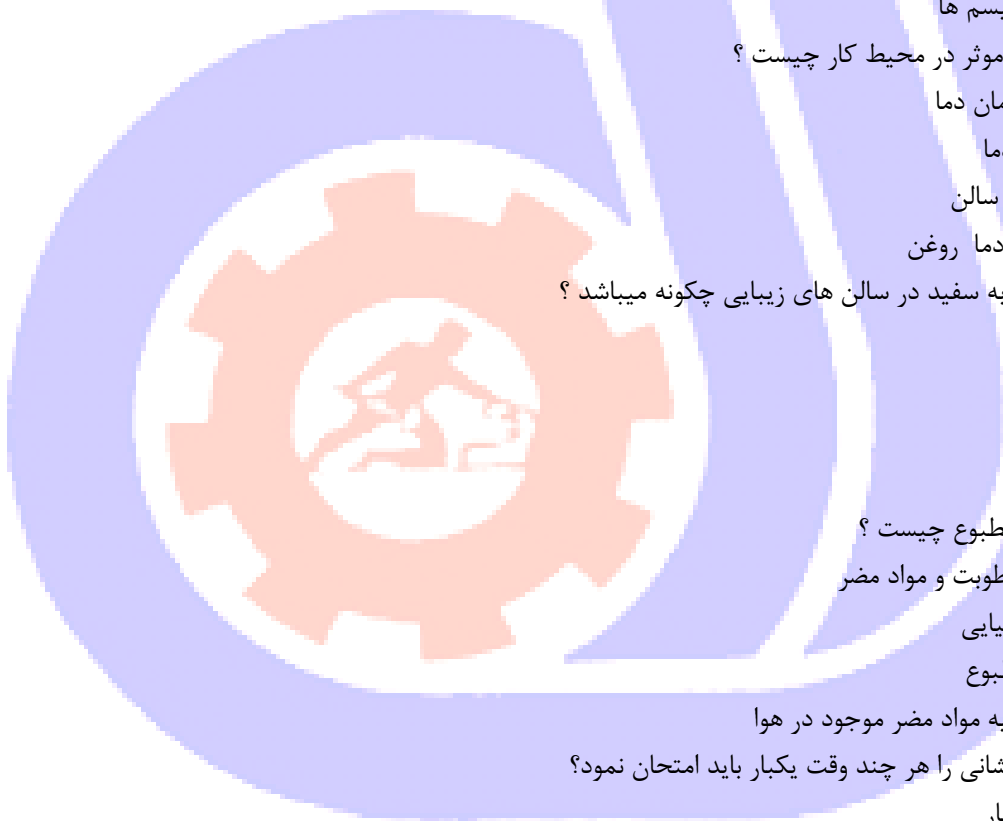 یسم ها
موثر در محیط کار چیست ؟
مان دما
دما
سالن
دما روغن
به سفید در سالن های زیبایی چگونه میباشد ؟
طبوع چیست ؟
طوبت و مواد مضر
یایی
طبوع
به مواد مضر موجود در هوا
شانی را هر چند وقت یکبار باید امتحان نمود؟